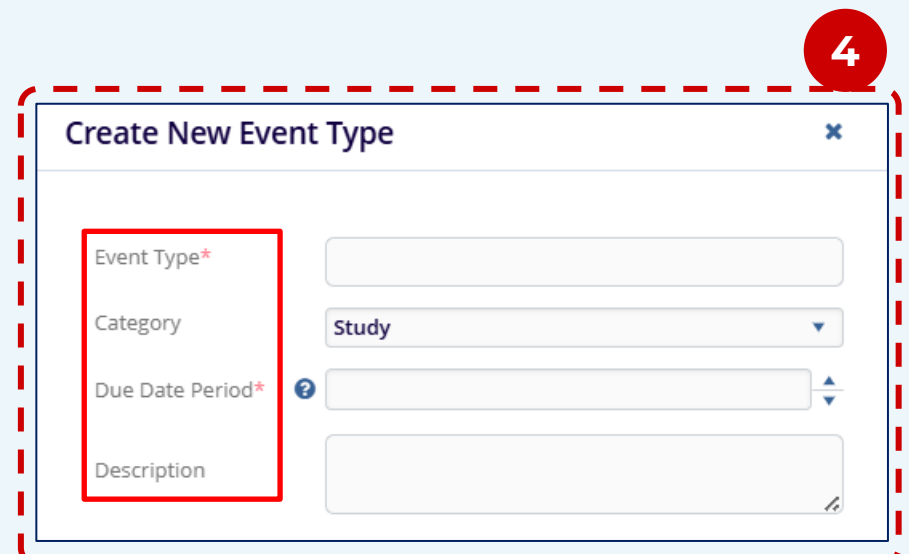 4
Create New Event Type
Event Type*
Category
Study
Due Date Period*
Description